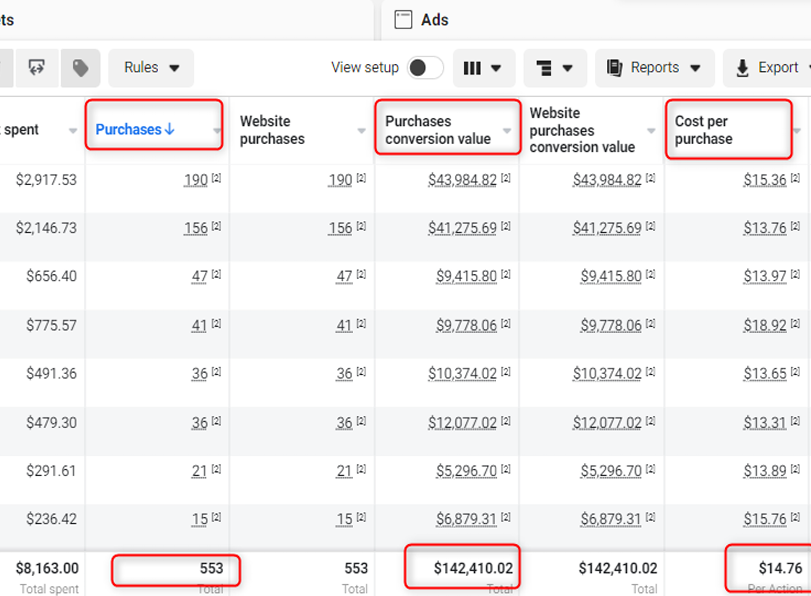 ts
Ads
Rules
View setup
Reports
Export
spent
Purchases↓
Website
purchases
Purchases
conversion value
Website
purchases
conversion value
Cost per
purchase
$2,917.53 190 [2] 190 [2] $43,984.82 [2] $43,984.82 [2] $15.36 [2]
$2,146.73 156 [2] 156 [2] $41,275.69 [2] $41,275.69 [2] $13.76 [2]
$656.40 47 [2] 47 [2] $9,415.80 [2] $9,415.80 [2] $13.97 [2]
$775.57 41 [2] 41 [2] $9,778.06 [2] $9,778.06 [2] $18.92 [2]
$491.36 36 [2] 36 [2] $10,374.02 [2] $10,374.02 [2] $13.65 [2]
$479.30 36 [2] 36 [2] $12,077.02 [2] $12,077.02 [2] $13.31 [2]
$291.61 21 [2] 21 [2] $5,296.70 [2] $5,296.70 [2] $13.89 [2]
$236.42 15 [2] 15 [2] $6,879.31 [2] $6,879.31 [2] $15.76 [2]
$8,163.00 553 553 $142,410.02 $142,410.02 $14.76
Total spent Total Total Total Total Per Action